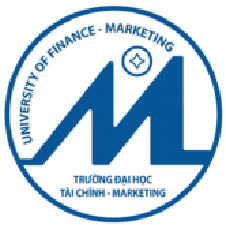 UNIVERSITY OF FINANCE - MARKETING
TRƯỜNG ĐẠI HỌC
TÀI CHÍNH - MARKETING